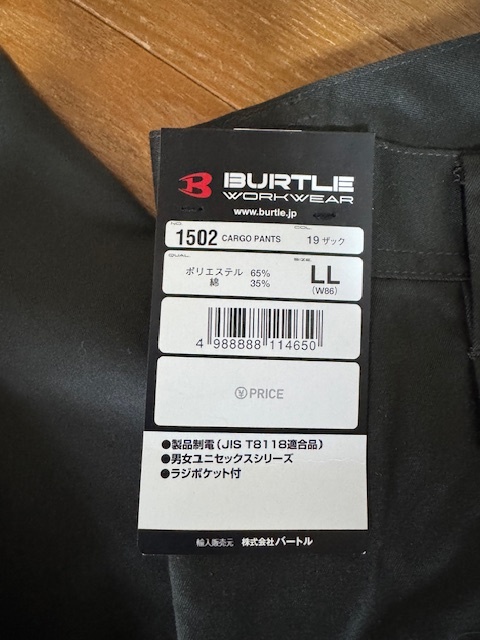 BURTLE
WORKWEAR
www.burtle.jp
NO. COL
1502 CARGO PANTS 19 ザック
QUAL SIZE
ポリエステル 65% LL
綿 35% (W86)
4 988888 114650
¥ PRICE
●製品制電(JIS T8118適合品)
●男女ユニセックスシリーズ
●ラジポケット付
輸入販売元 株式会社バートル